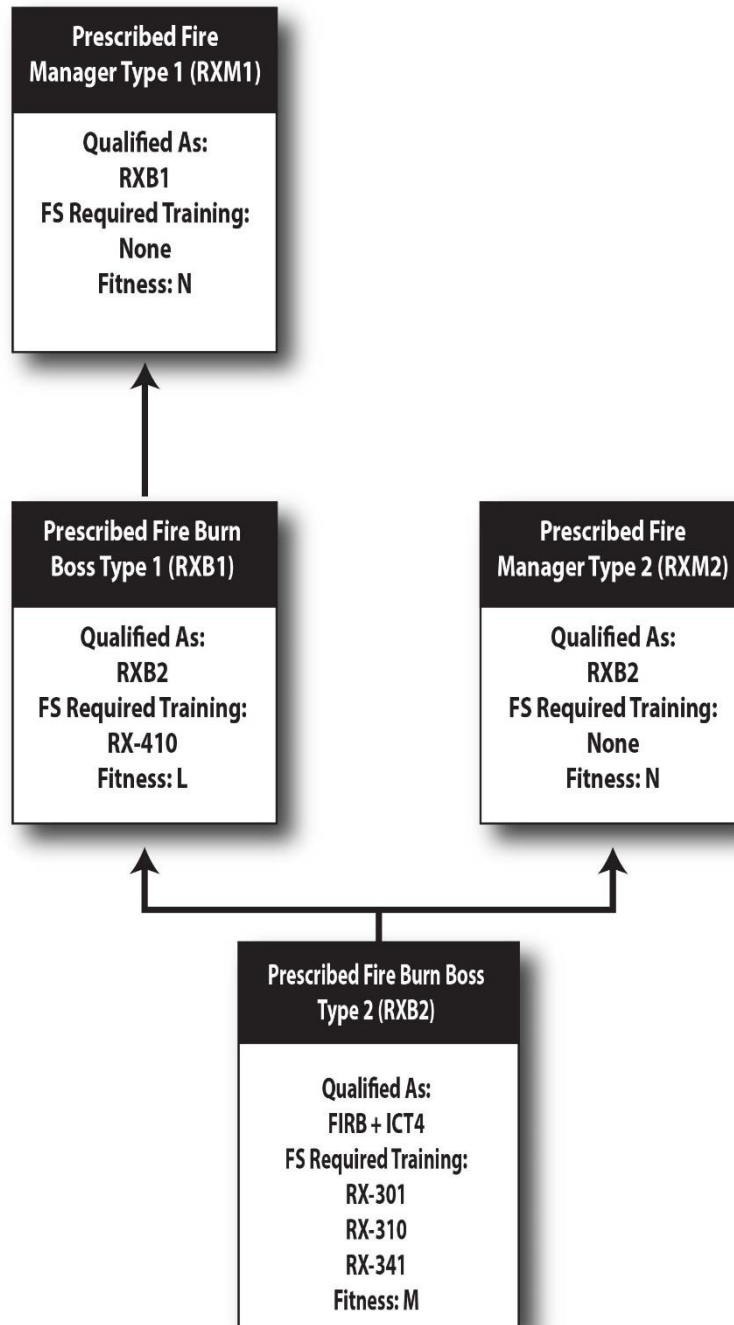 Prescribed Fire
Manager Type 1 (RXM1)
Qualified As:
RXB1
FS Required Training:
None
Fitness: N
Prescribed Fire Burn
Boss Type 1 (RXB1)
Qualified As:
RXB2
FS Required Training:
RX-410
Fitness: L
Prescribed Fire
Manager Type 2 (RXM2)
Qualified As:
RXB2
FS Required Training:
None
Fitness: N
Prescribed Fire Burn Boss
Type 2 (RXB2)
Qualified As:
FIRB + ICT4
FS Required Training:
RX-301
RX-310
RX-341
Fitness: M